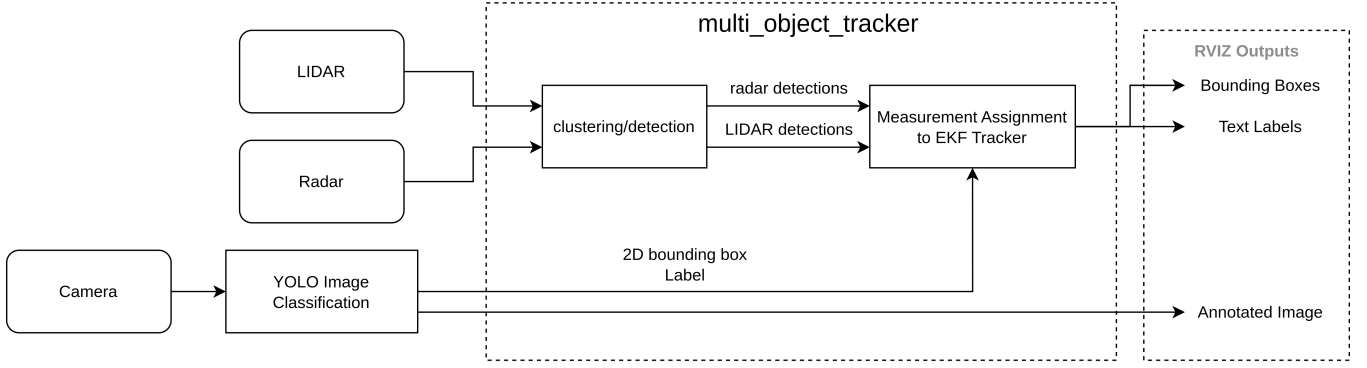 multi_object_tracker
RVIZ Outputs
LIDAR
Bounding Boxes
radar detections
clustering/detection
LIDAR detections
Measurement Assignment
to EKF Tracker
Text Labels
Radar
2D bounding box
Label
Camera
YOLO Image
Classification
Annotated Image